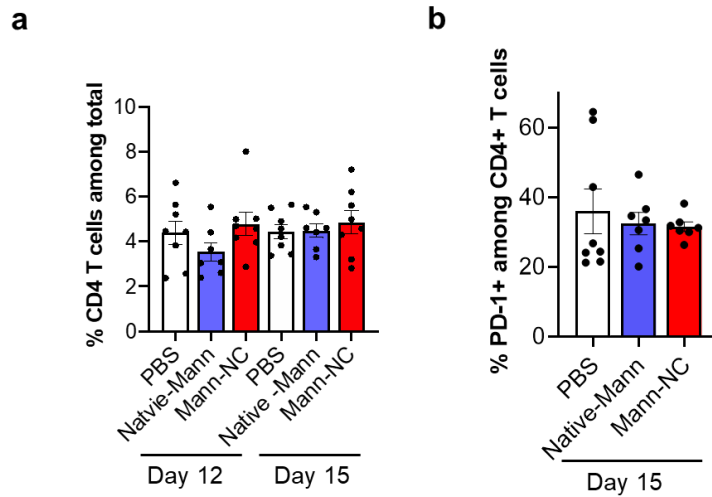 a
% CD4 T cells among total
10
8
6
4
2
0
PBS
Natvie-Mann
Mann-NC
PBS
Native -Mann
Mann-NC
Day 12
Day 15
b
% PD-1+ among CD4+ T cells
60
40
20
0
PBS
Native-Mann
Mann-NC
Day 15